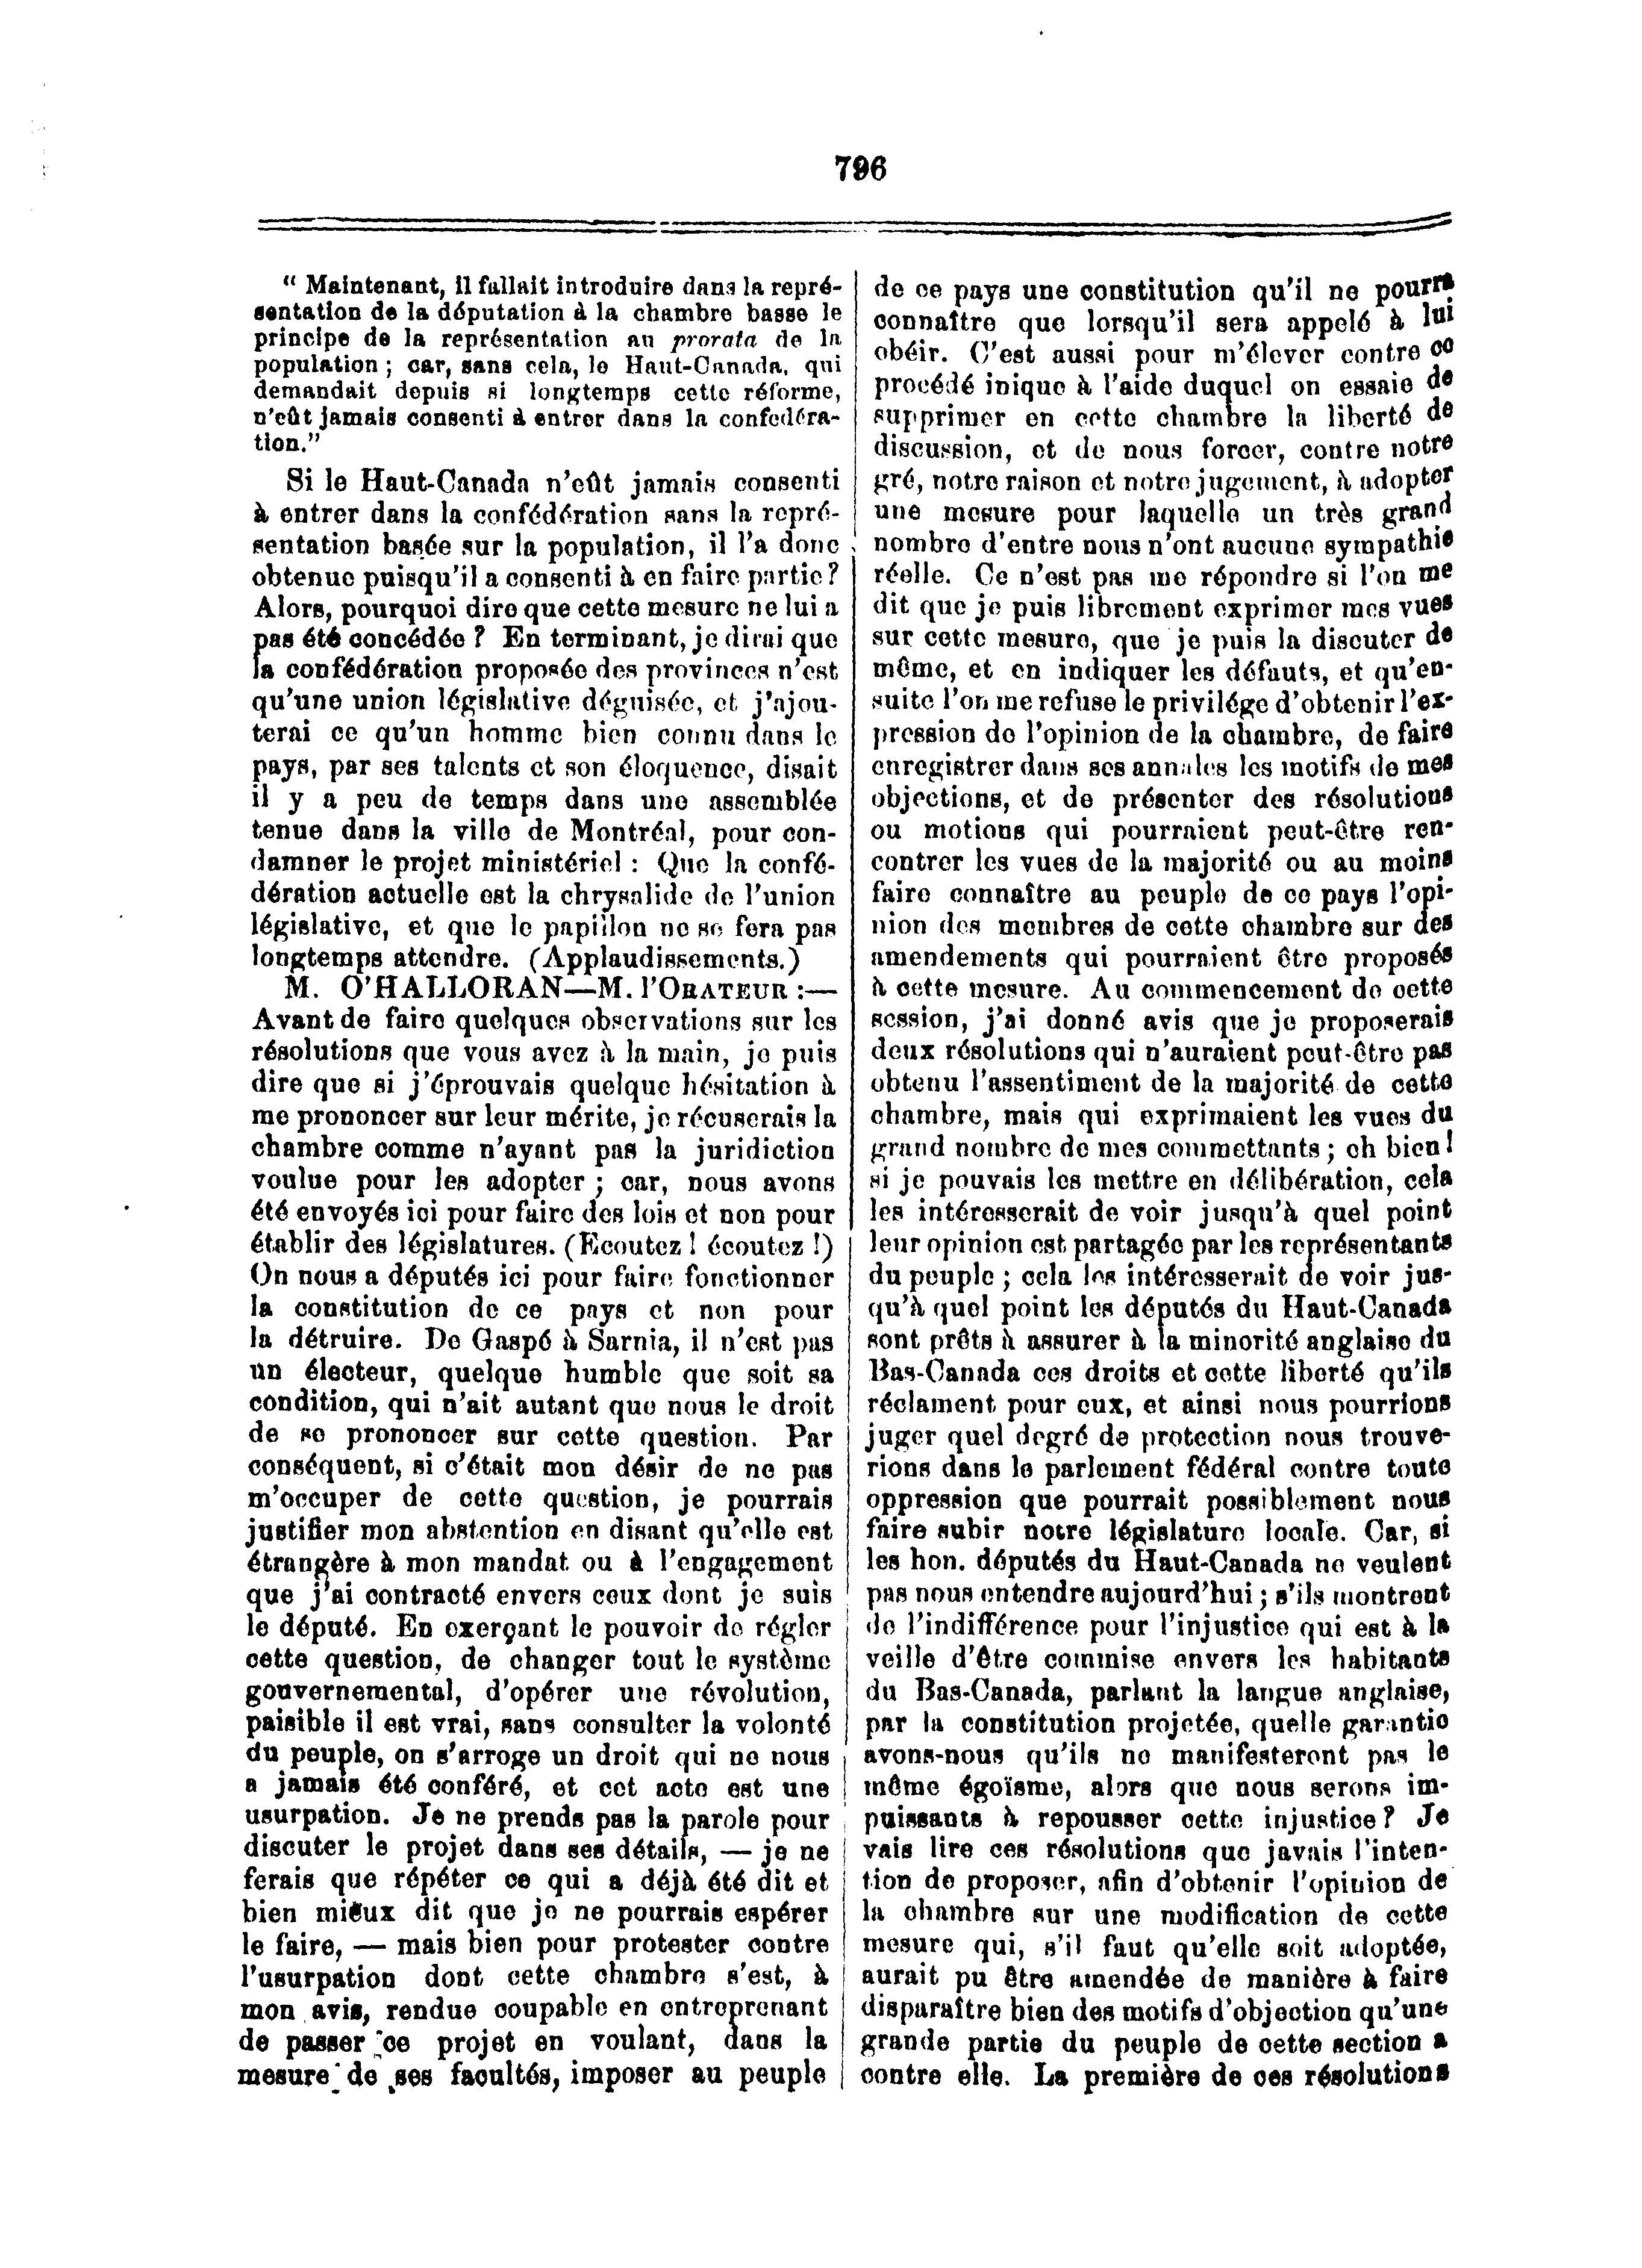 796
“ Maintenant, il fallait introduire dans la repré-
sentation de la députation à la chambre basse le
principe de la représentation au prorata de la
population ; car, sans cela, le Haut-Canada, qui
demandait depuis si longtemps cette réforme,
n'eût jamais consenti à entrer dans la confédéra-
tion.”
Si le Haut-Canada n'eût jamais consenti
à entrer dans la confédération sans la repré-
sentation basée sur la population, il l'a donc
obtenue puisqu'il a consenti à en faire partie ?
Alors, pourquoi dire que cette mesure ne lui a
pas été concédée ? En terminant, je dirai que
la confédération proposée des provinces n'est
qu'une union législative déguisée, et j'ajou-
terai ce qu'un homme bien connu dans le
pays, par ses talents et son éloquence, disait
il y a peu de temps dans une assemblée
tenue dans la ville de Montréal, pour con-
damner le projet ministériel : Que la confé-
dération actuelle est la chrysalide de l'union
législative, et que le papillon ne se fera pas
longtemps attendre. (Applaudissements.)
M. O'HALLORAN—M. l'ORATEUR :—
Avant de faire quelques observations sur les
résolutions que vous avez à la main, je puis
dire que si j'éprouvais quelque hésitation à
me prononcer sur leur mérite, je récuserais la
chambre comme n'ayant pas la juridiction
voulue pour les adopter ; car, nous avons
été envoyés ici pour faire des lois et non pour
établir des législatures. (Ecoutez ! écoutez !)
On nous a députés ici pour faire fonctionner
la constitution de ce pays et non pour
la détruire. De Gaspé à Sarnia, il n'est pas
un électeur, quelque humble que soit sa
condition, qui n'ait autant que nous le droit
de se prononcer sur cette question. Par
conséquent, si c'était mon désir de ne pas
m'occuper de cette question, je pourrais
justifier mon abstention en disant qu'elle est
étrangère à mon mandat ou à l'engagement
que j'ai contracté envers ceux dont je suis
le député. En exerçant le pouvoir de régler
cette question, de changer tout le système
gouvernemental, d'opérer une révolution,
paisible il est vrai, sans consulter la volonté
du peuple, on s'arroge un droit qui ne nous
a jamais été conféré, et cet acte est une
usurpation. Je ne prends pas la parole pour
discuter le projet dans ses détails, — je ne
ferais que répéter ce qui a déjà été dit et
bien mieux dit que je ne pourrais espérer
le faire, — mais bien pour protester contre
l'usurpation dont cette chambre s'est, à
mon avis, rendue coupable en entreprenant
de passer ce projet en voulant, dans la
mesure de ses facultés, imposer au peuple
de ce pays une constitution qu'il ne pourra
connaître que lorsqu'il sera appelé à lui
obéir. C'est aussi pour m'élever contre ce
procédé inique à l'aide duquel on essaie de
supprimer en cette chambre la liberté de
discussion, et de nous forcer, contre notre
gré, notre raison et notre jugement, à adopter
une mesure pour laquelle un très grand
nombre d'entre nous n'ont aucune sympathie
réelle. Ce n'est pas me répondre si l'on me
dit que je puis librement exprimer mes vues
sur cette mesure, que je puis la discuter de
même, et en indiquer les défauts, et qu'en-
suite l'on me refuse le privilége d'obtenir l'ex-
pression de l'opinion de la chambre, de faire
enregistrer dans ses annales les motifs de mes
objections, et de présenter des résolutions
ou motions qui pourraient peut-être ren-
contrer les vues de la majorité ou au moins
faire connaître au peuple de ce pays l'opi-
nion des membres de cette chambre sur des
amendements qui pourraient être proposés
à cette mesure. Au commencement de cette
session, j'ai donné avis que je proposerais
deux résolutions qui n'auraient peut-être pas
obtenu l'assentiment de la majorité de cette
chambre, mais qui exprimaient les vues du
grand nombre de mes commettants ; eh bien !
si je pouvais les mettre en délibération, cela
les intéresserait de voir jusqu'à quel point
leur opinion est partagée par les représentants
du peuple ; cela les intéresserait de voir jus-
qu'à quel point les députés du Haut-Canada
sont prêts à assurer à la minorité anglaise du
Bas-Canada ces droits et cette liberté qu'ils
réclament pour eux, et ainsi nous pourrions
juger quel degré de protection nous trouve-
rions dans le parlement fédéral contre toute
oppression que pourrait possiblement nous
faire subir notre législature locale. Car, si
les hon. députés du Haut-Canada ne veulent
pas nous entendre aujourd'hui ; s'ils montrent
de l'indifférence pour l'injustice qui est à la
veille d'être commise envers les habitants
du Bas-Canada, parlant la langue anglaise,
par la constitution projetée, quelle garantie
avons-nous qu'ils ne manifesteront pas le
même égoïsme, alors que nous serons im-
puissants à repousser cette injustice ? Je
vais lire ces résolutions que javais l'inten-
tion de proposer, afin d'obtenir l'opinion de
la chambre sur une modification de cette
mesure qui, s'il faut qu'elle soit adoptée,
aurait pu être amendée de manière à faire
disparaître bien des motifs d'objection qu'une
grande partie du peuple de cette section a
contre elle. La première de ces résolutions